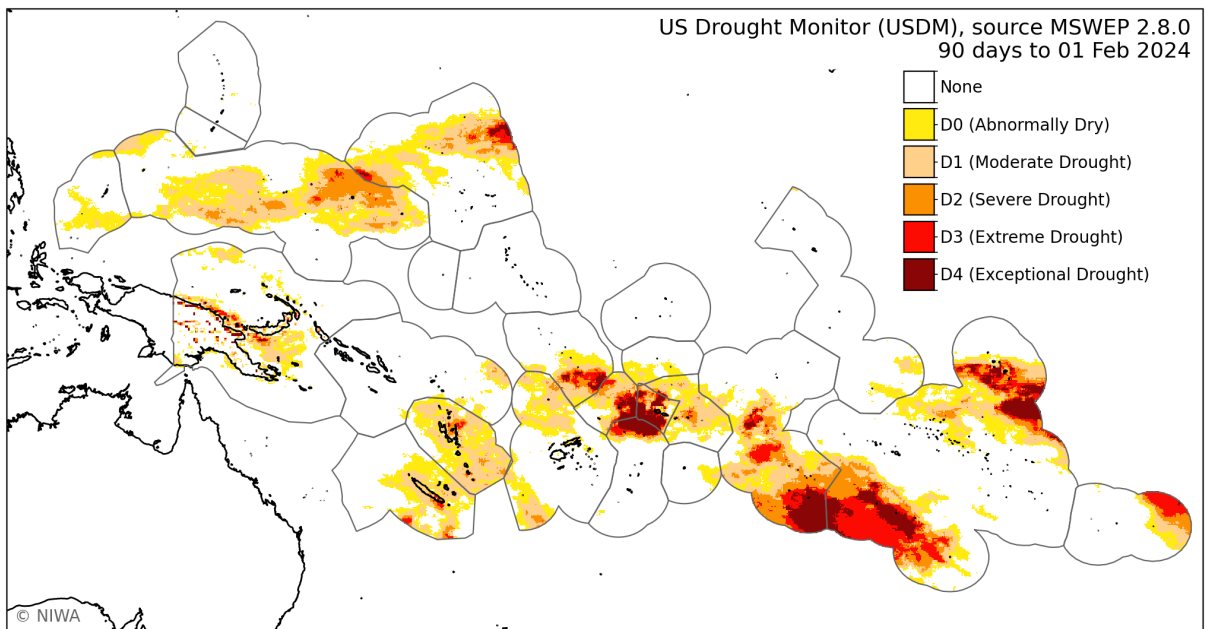 US Drought Monitor (USDM), source MSWEP 2.8.0
90 days to 01 Feb 2024
None
D0 (Abnormally Dry)
D1 (Moderate Drought)
D2 (Severe Drought)
D3 (Extreme Drought)
D4 (Exceptional Drought)
© NIWA